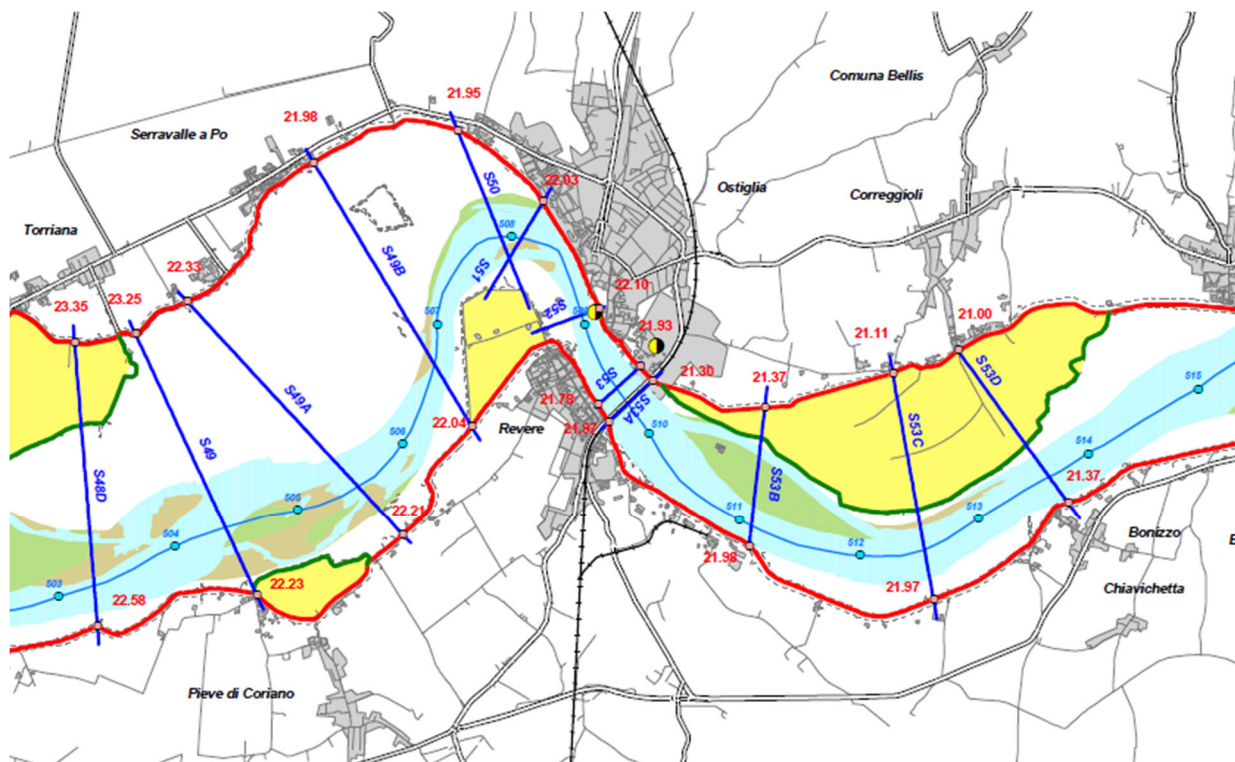 Comuna Bellis
21.95
21.98
Serravalle a Po
S50
22.03
Ostiglia
Correggioli
Torriana
508
22.33
S49B
S51
23.25
23.35
22.10
S52
21.93
21.00
21.11
507
S53
21.30
21.37
S53D
515
S49A
21.78
S53A
22.04
Revere
21.97
510
506
S49
S53C
514
S48D
S53B
21.37
505
511
513
22.21
Bonizzo
504
21.98
512
503
22.58
22.23
21.97
Chiavichetta
Pieve di Coriano